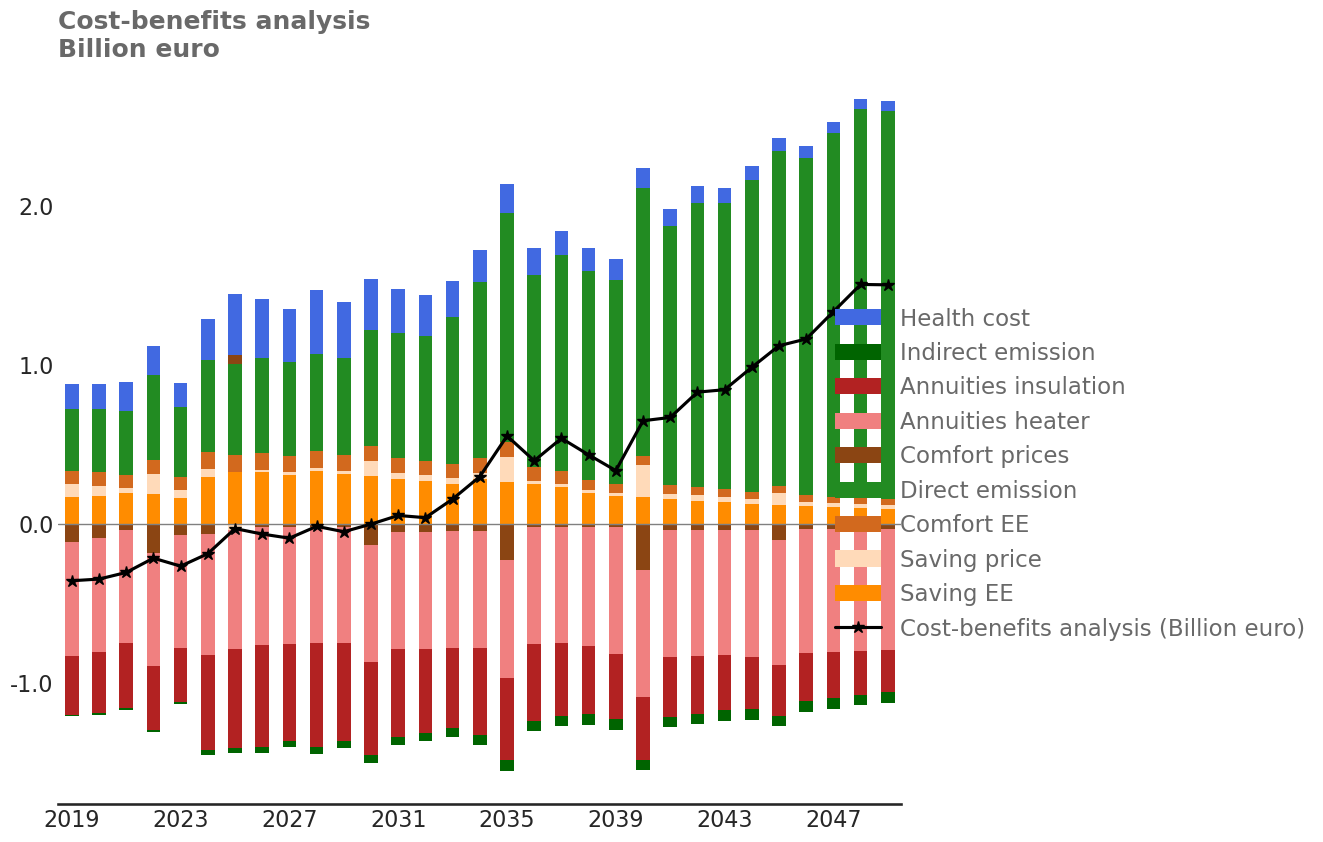 Cost-benefits analysis
Billion euro
2.0
1.0
0.0
-1.0
2019 2023 2027 2031 2035 2039 2043 2047
Health cost
Indirect emission
Annuities insulation
Annuities heater
Comfort prices
Direct emission
Comfort EE
Saving price
Saving EE
Cost-benefits analysis (Billion euro)